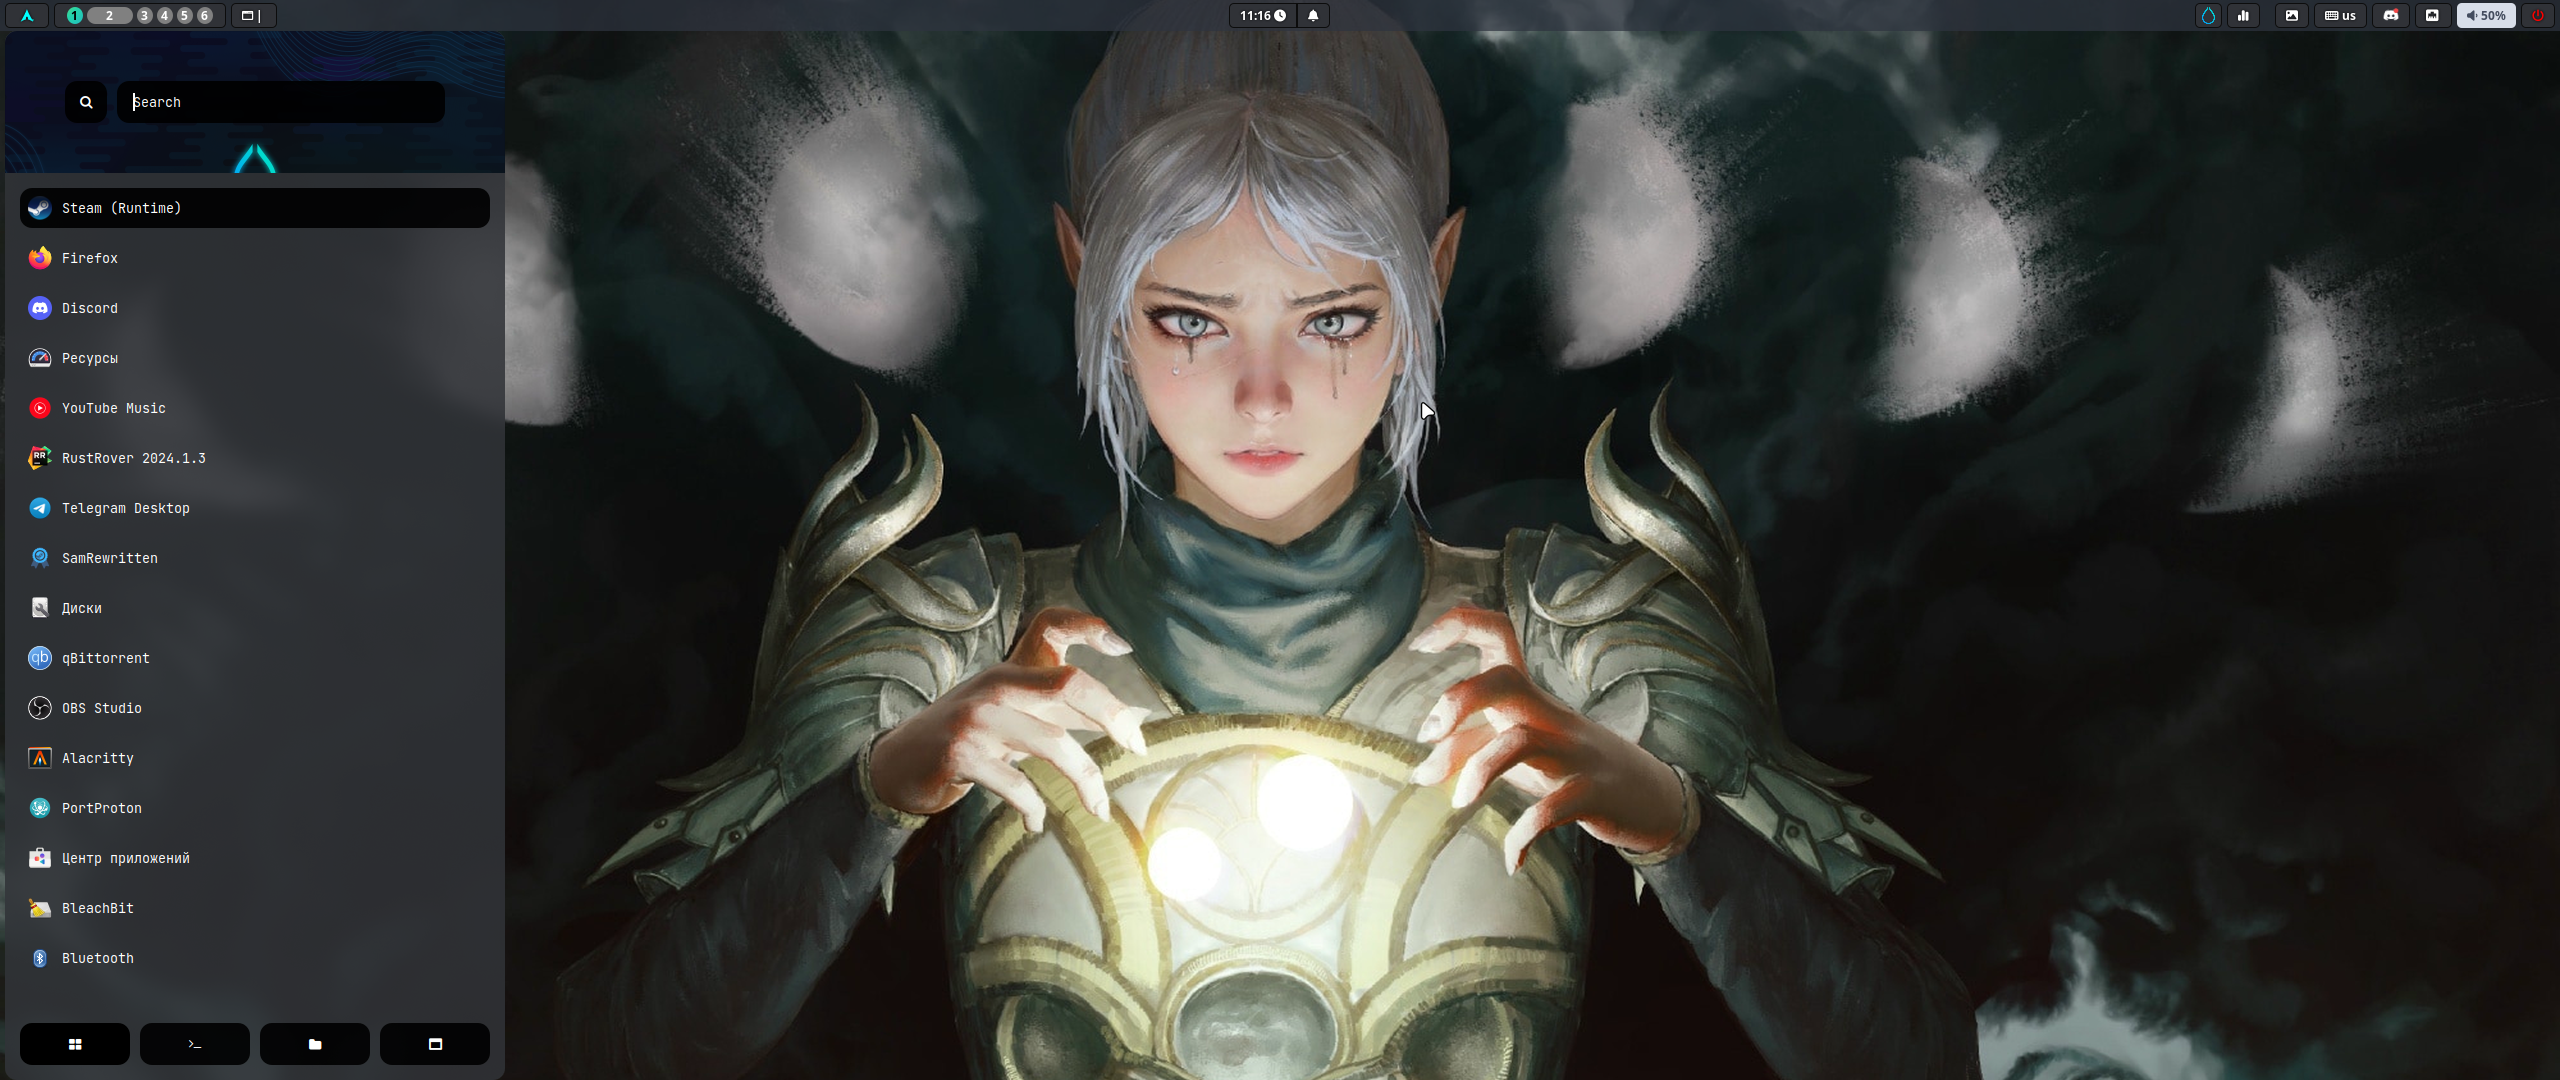 1 2 3 4 5 6
11:16
us
50%
Search
Steam (Runtime)
Firefox
Discord
Ресурсы
YouTube Music
RustRover 2024.1.3
Telegram Desktop
SamRewritten
Диски
qBittorrent
OBS Studio
Alacritty
PortProton
Центр приложений
BleachBit
Bluetooth